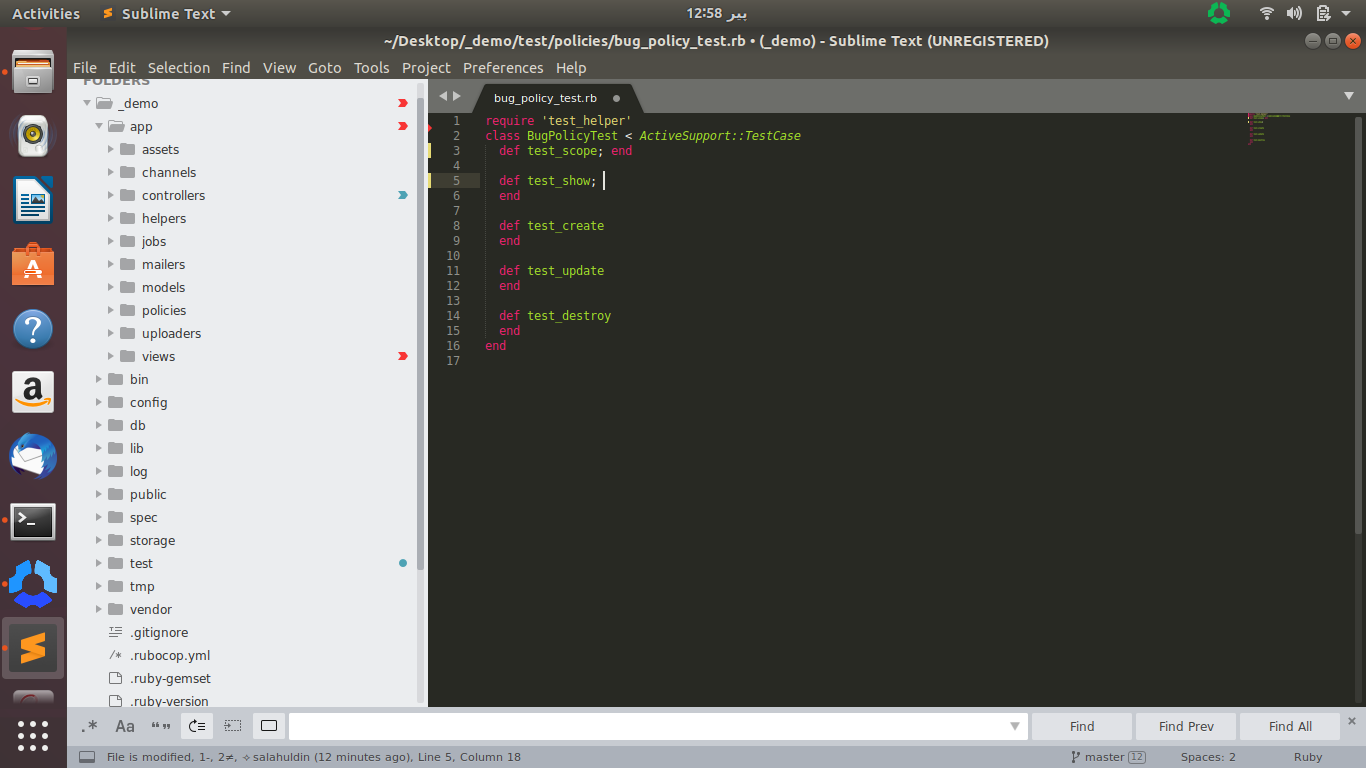 Activities
Sublime Text
پیر 12:58
~/Desktop/_demo/test/policies/bug_policy_test.rb • (_demo) - Sublime Text (UNREGISTERED)
File Edit Selection Find View Goto Tools Project Preferences Help
FOLDERS
_demo
app
assets
channels
controllers
helpers
jobs
mailers
models
policies
uploaders
views
bin
config
db
lib
log
public
spec
storage
test
tmp
vendor
.gitignore
/* .rubocop.yml
.ruby-gemset
.ruby-version
bug_policy_test.rb
1 require 'test_helper'
2 class BugPolicyTest < ActiveSupport::TestCase
3 def test_scope; end
4
5 def test_show;
6 end
7
8 def test_create
9 end
10
11 def test_update
12 end
13
14 def test_destroy
15 end
16 end
17
.* Aa “”
Find
Find Prev
Find All
File is modified, 1-, 2≠, ✧salahuldin (12 minutes ago), Line 5, Column 18
master 12
Spaces: 2
Ruby